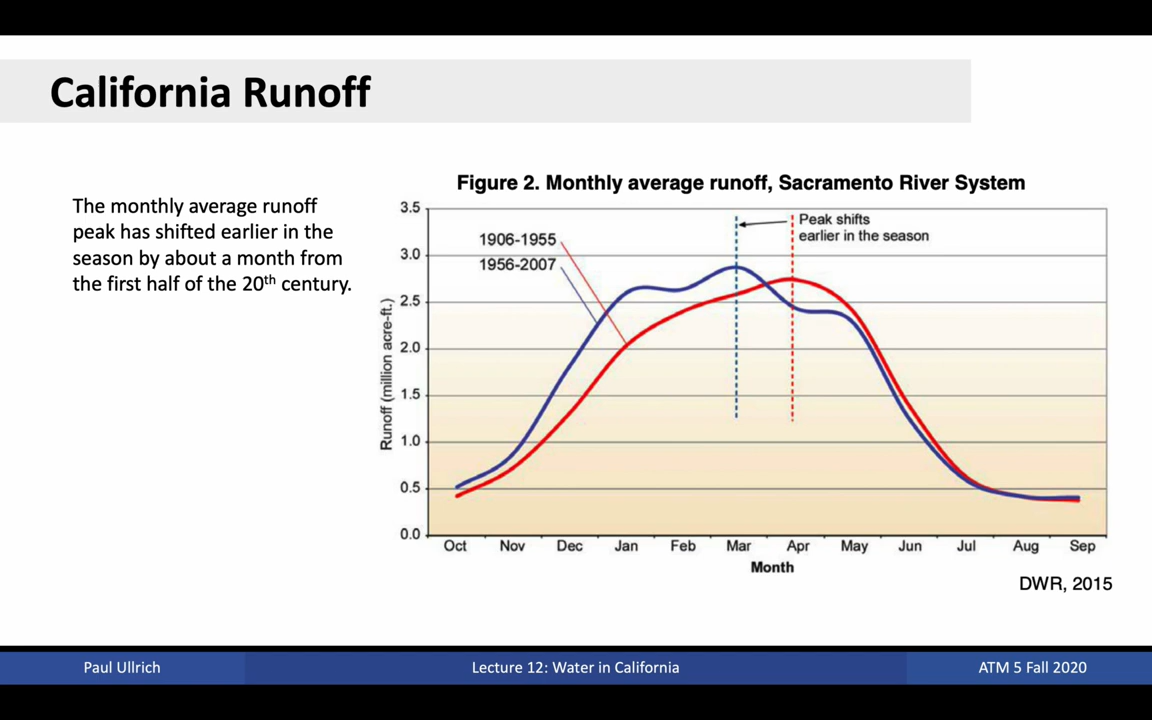 California Runoff
The monthly average runoff
peak has shifted earlier in the
season by about a month from
the first half of the 20th century.
Figure 2. Monthly average runoff, Sacramento River System
3.5
3.0
2.5
2.0
1.5
1.0
0.5
0.0
Runoff (million acre-ft.)
1906-1955
1956-2007
Peak shifts
earlier in the season
Oct Nov Dec Jan Feb Mar Apr May Jun Jul Aug Sep
Month
DWR, 2015
Paul Ullrich
Lecture 12: Water in California
ATM 5 Fall 2020